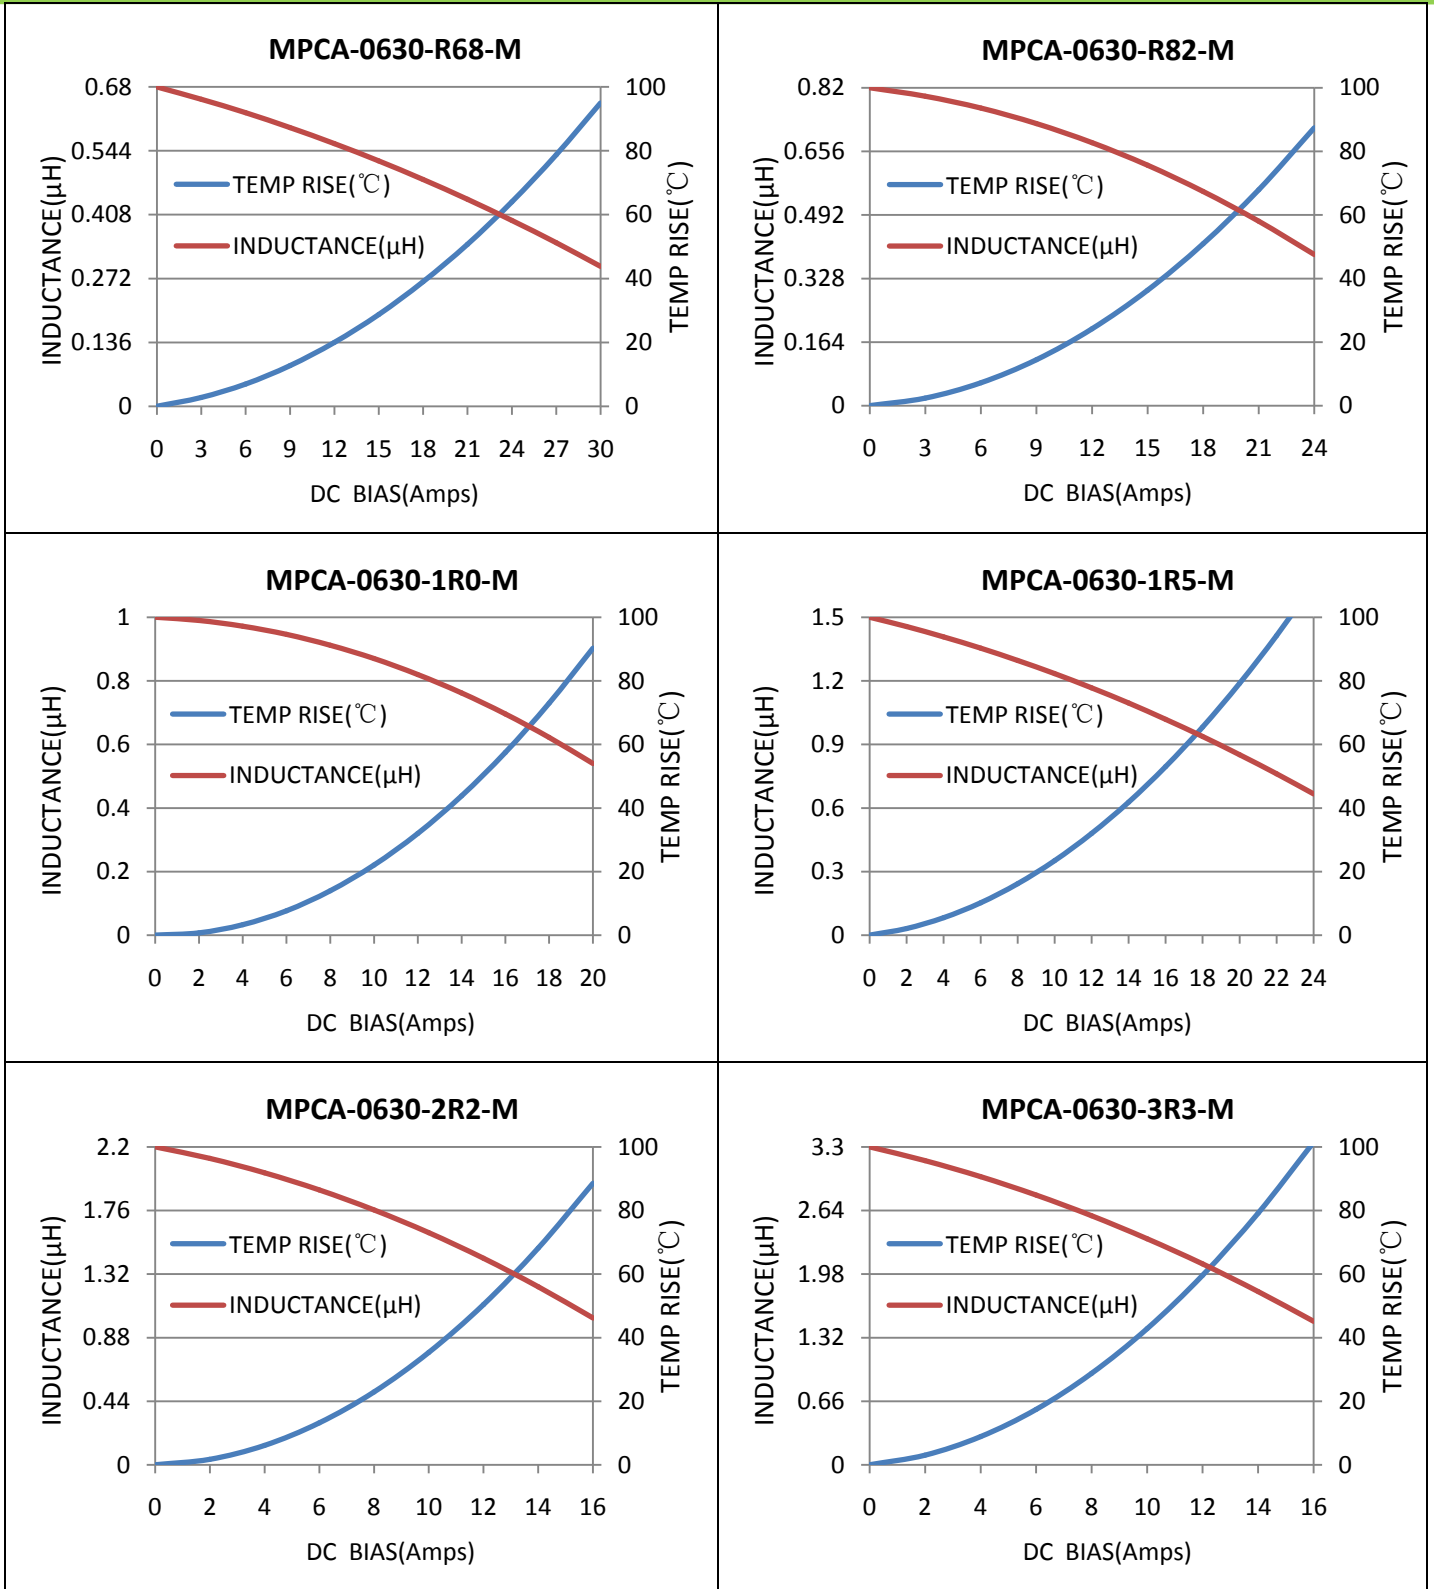 MPCA-0630-R68-M
0.68
0.544
0.408
0.272
0.136
0
100
80
60
40
20
0
INDUCTANCE(μH)
TEMP RISE(℃)
TEMP RISE(℃)
INDUCTANCE(μH)
0 3 6 9 12 15 18 21 24 27 30
DC BIAS(Amps)
MPCA-0630-R82-M
0.82
0.656
0.492
0.328
0.164
0
100
80
60
40
20
0
INDUCTANCE(μH)
TEMP RISE(℃)
TEMP RISE(℃)
INDUCTANCE(μH)
0 3 6 9 12 15 18 21 24
DC BIAS(Amps)
MPCA-0630-1R0-M
1
0.8
0.6
0.4
0.2
0
100
80
60
40
20
0
INDUCTANCE(μH)
TEMP RISE(℃)
TEMP RISE(℃)
INDUCTANCE(μH)
0 2 4 6 8 10 12 14 16 18 20
DC BIAS(Amps)
MPCA-0630-1R5-M
1.5
1.2
0.9
0.6
0.3
0
100
80
60
40
20
0
INDUCTANCE(μH)
TEMP RISE(℃)
TEMP RISE(℃)
INDUCTANCE(μH)
0 2 4 6 8 10 12 14 16 18 20 22 24
DC BIAS(Amps)
MPCA-0630-2R2-M
2.2
1.76
1.32
0.88
0.44
0
100
80
60
40
20
0
INDUCTANCE(μH)
TEMP RISE(℃)
TEMP RISE(℃)
INDUCTANCE(μH)
0 2 4 6 8 10 12 14 16
DC BIAS(Amps)
MPCA-0630-3R3-M
3.3
2.64
1.98
1.32
0.66
0
100
80
60
40
20
0
INDUCTANCE(μH)
TEMP RISE(℃)
TEMP RISE(℃)
INDUCTANCE(μH)
0 2 4 6 8 10 12 14 16
DC BIAS(Amps)